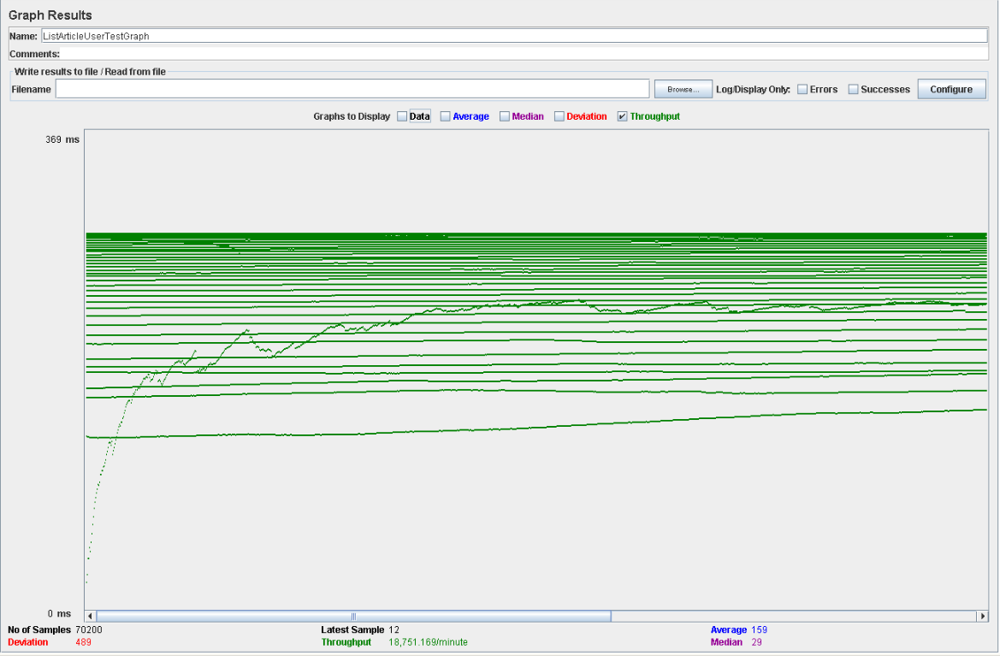 Graph Results
Name: ListArticleUserTestGraph
Comments:
Write results to file / Read from file
Filename Browse... Log/Display Only: Errors Successes Configure
Graphs to Display Data Average Median Deviation Throughput
369 ms
0 ms
No of Samples 70200 Latest Sample 12 Average 159
Deviation 489 Throughput 18,751.169/minute Median 29